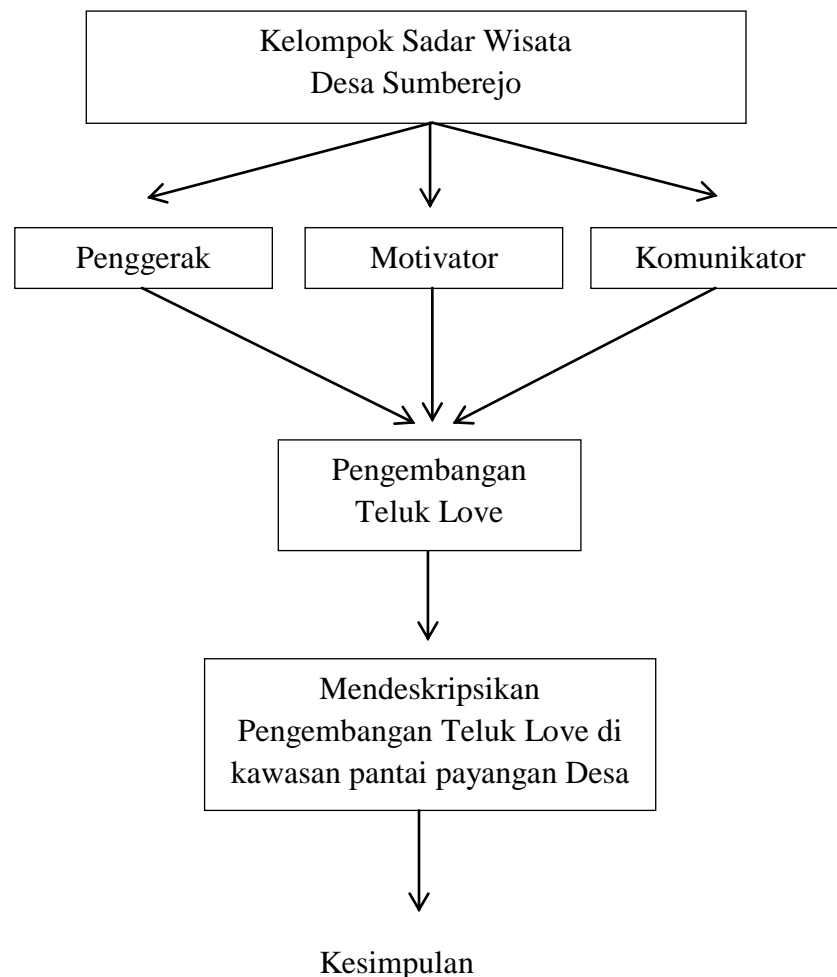 Kelompok Sadar Wisata
Desa Sumberejo
Penggerak
Motivator
Komunikator
Pengembangan
Teluk Love
Mendeskripsikan
Pengembangan Teluk Love di
kawasan pantai payangan Desa
Kesimpulan